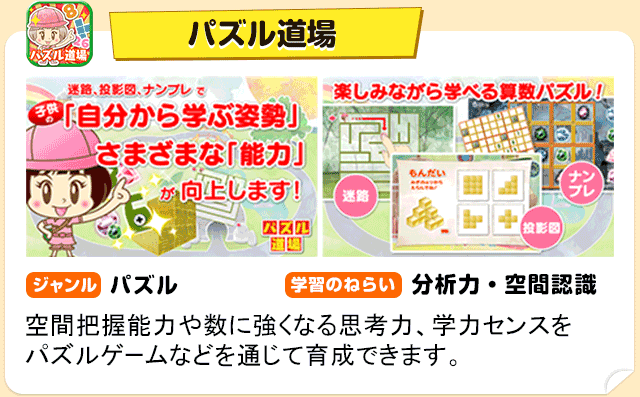 パズル道場
パズル道場
迷路、投影図、ナンプレで
子供の「自分から学ぶ姿勢」
さまざまな「能力」
が向上します!
パズル
道場
楽しみながら学べる算数パズル!
迷路
もんだい
ナン
プレ
投影図
ジャンル パズル
学習のねらい 分析力・空間認識
空間把握能力や数に強くなる思考力、学力センスを
パズルゲームなどを通じて育成できます。